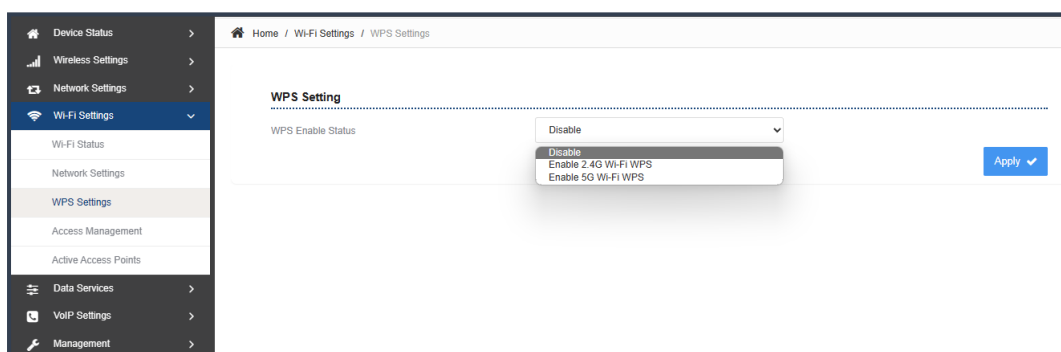 Device Status
Wireless Settings
Network Settings
Wi-Fi Settings
Wi-Fi Status
Network Settings
WPS Settings
Access Management
Active Access Points
Data Services
VoIP Settings
Management
Home / Wi-Fi Settings / WPS Settings
WPS Setting
WPS Enable Status
Disable
Disable
Enable 2.4G Wi-Fi WPS
Enable 5G Wi-Fi WPS
Apply